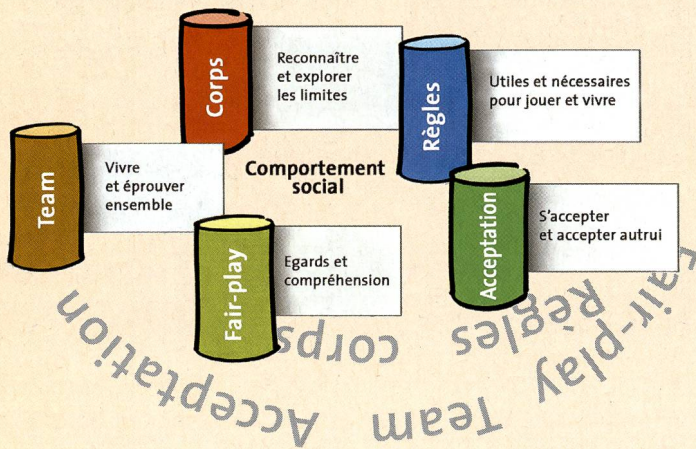 Corps
Reconnaître
et explorer
les limites
Règles
Utiles et nécessaires
pour jouer et vivre
Team
Vivre
et éprouver
ensemble
Comportement
social
Fair-play
Egards et
compréhension
Acceptation
S'accepter
et accepter autrui
Fair-play
Règles
corps
Team
Acceptation